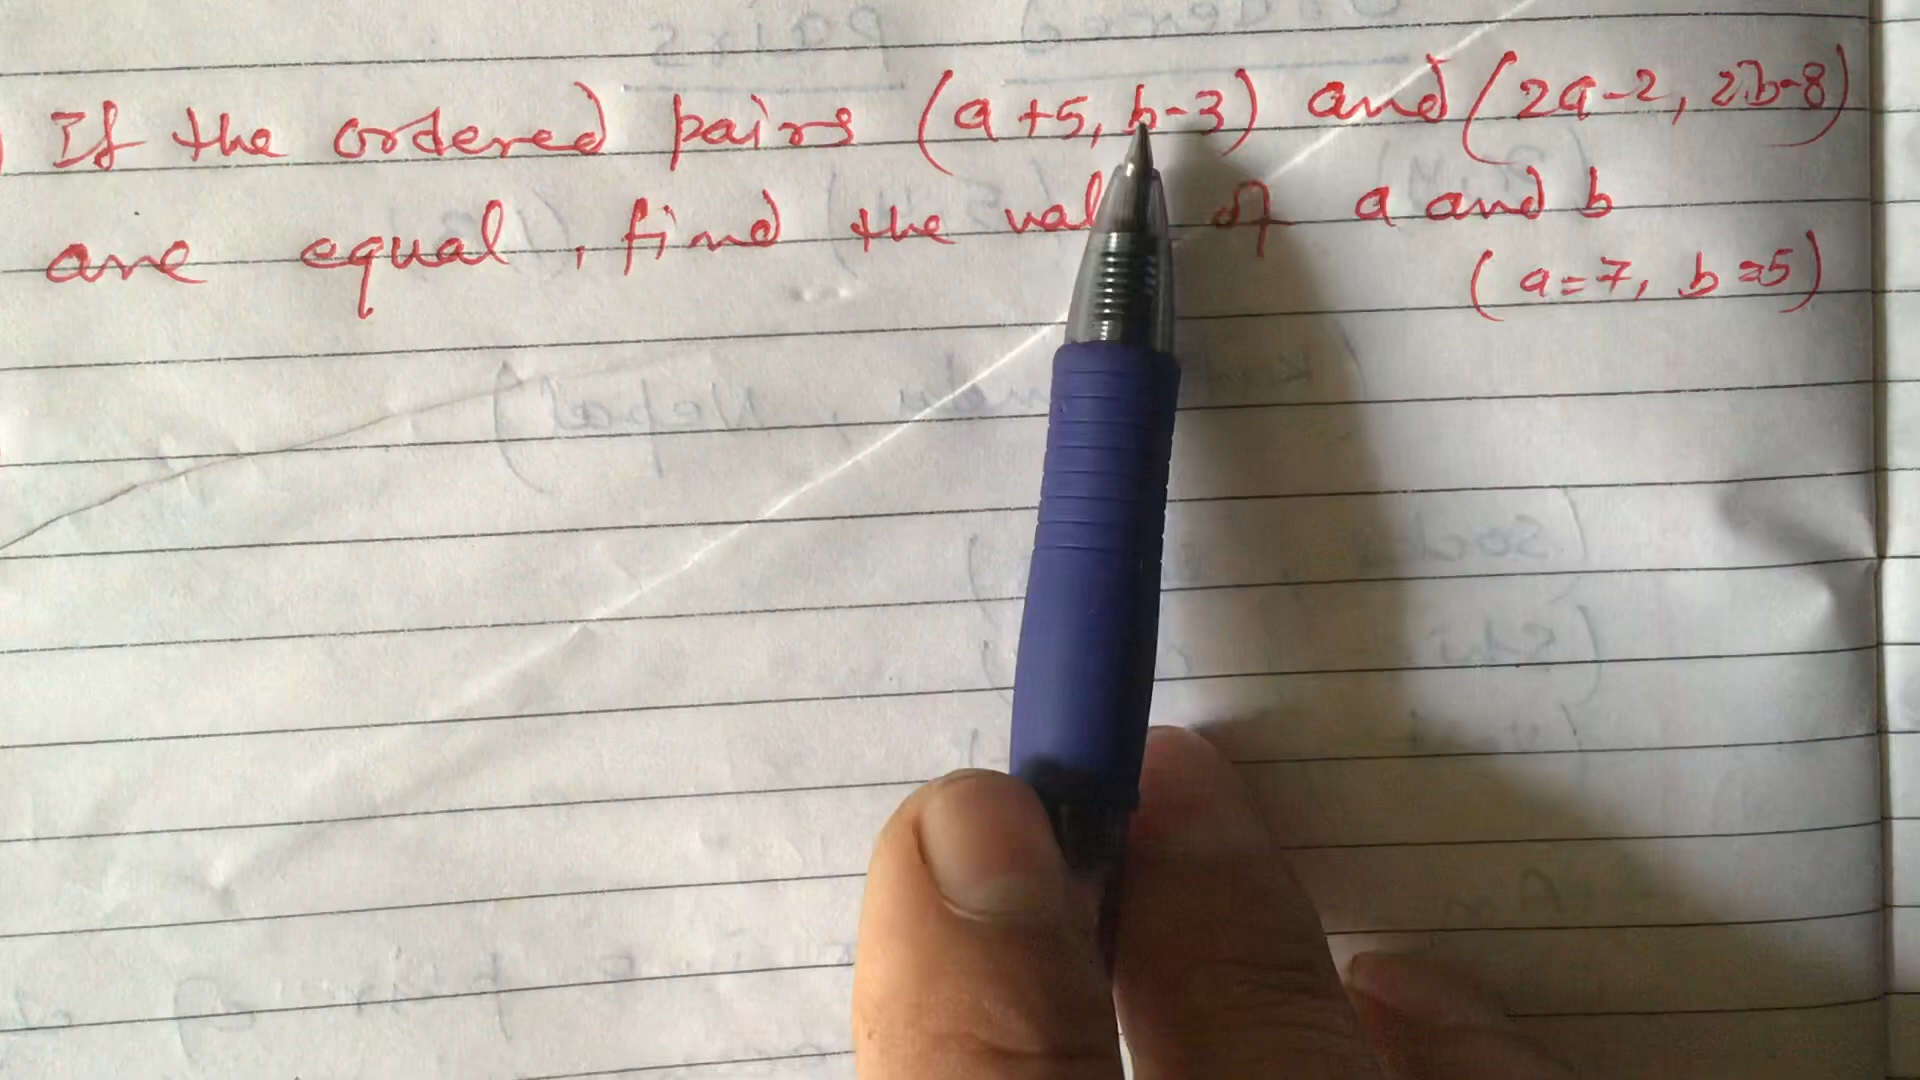 If the ordered pairs (a+5, b-3) and (2a-2, 2b-8)
are equal, find the of a and b
(a=7, b=5)